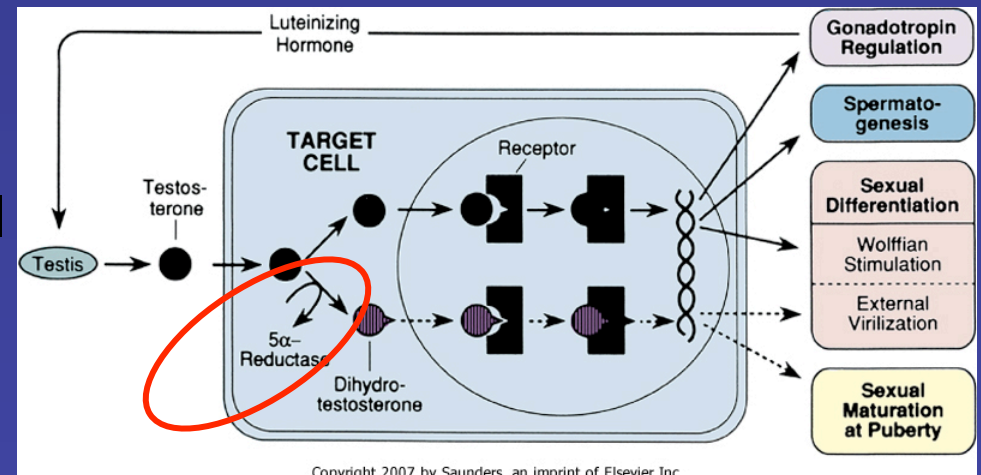 Luteinizing
Hormone
Gonadotropin
Regulation
Spermato-
genesis
TARGET
CELL
Receptor
Testos-
terone
Sexual
Differentiation
Wolffian
Stimulation
Testis
External
Virilization
5α–
Reductase
Dihydro-
testosterone
Sexual
Maturation
at Puberty
Copyright 2007 by Saunders, an imprint of Elsevier Inc